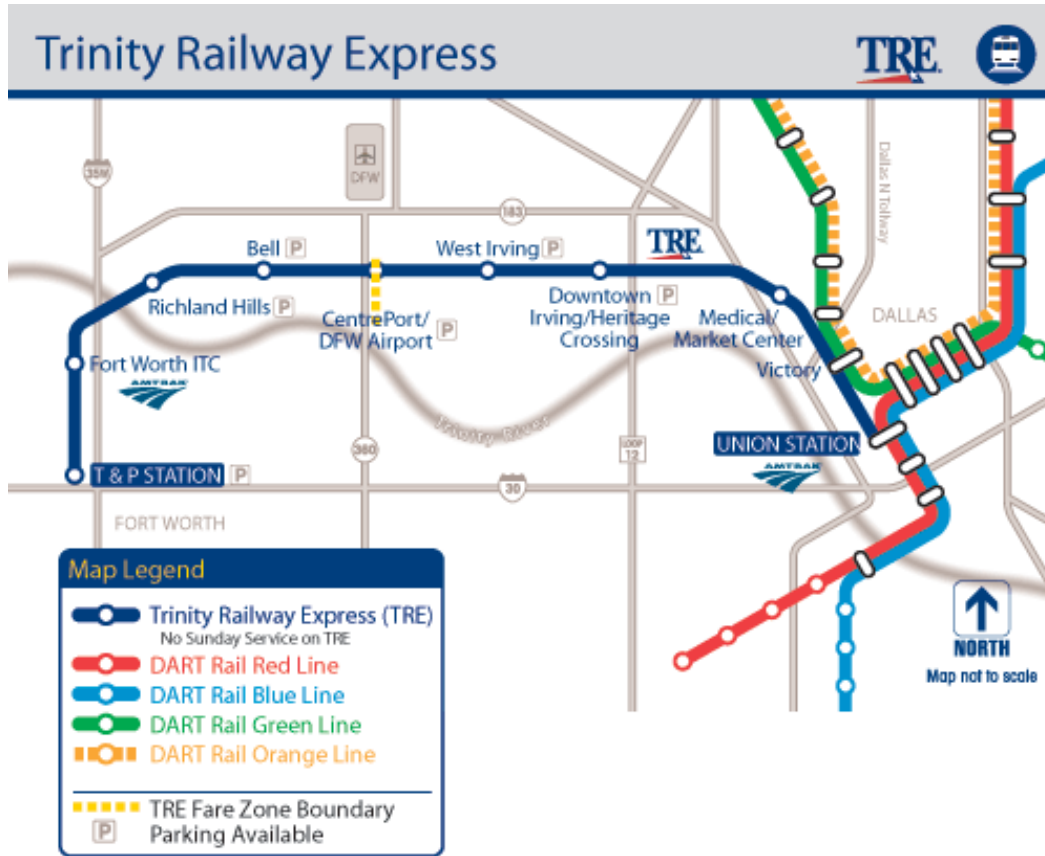 Trinity Railway Express
TRE
35W
DFW
183
Dallas N Tollway
Bell P
West Irving P
TRE
Richland Hills P
CentrePort/
DFW Airport P
Downtown P
Irving/Heritage
Crossing
Medical/
Market Center
DALLAS
Fort Worth ITC
AMTRAK
Victory
Trinity River
360
LOOP
12
UNION STATION
AMTRAK
T & P STATION P
30
FORT WORTH
Map Legend
Trinity Railway Express (TRE)
No Sunday Service on TRE
DART Rail Red Line
DART Rail Blue Line
DART Rail Green Line
DART Rail Orange Line
TRE Fare Zone Boundary
P Parking Available
NORTH
Map not to scale